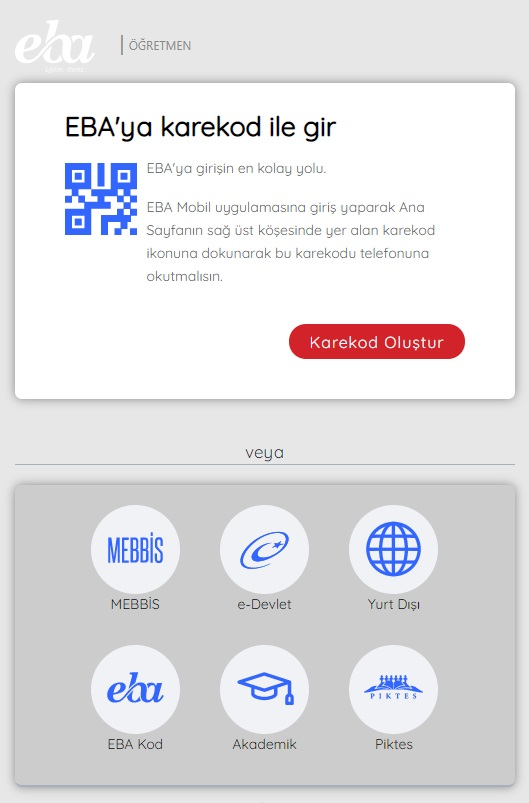 eba
ÖĞRETMEN
EBA'ya karekod ile gir
EBA'ya girişin en kolay yolu.
EBA Mobil uygulamasına giriş yaparak Ana
Sayfanın sağ üst köşesinde yer alan karekod
ikonuna dokunarak bu karekodu telefonuna
okutmalısın.
Karekod Oluştur
veya
MEBBİS
MEBBİS
e-Devlet
Yurt Dışı
eba
EBA Kod
Akademik
PIKTES
Piktes